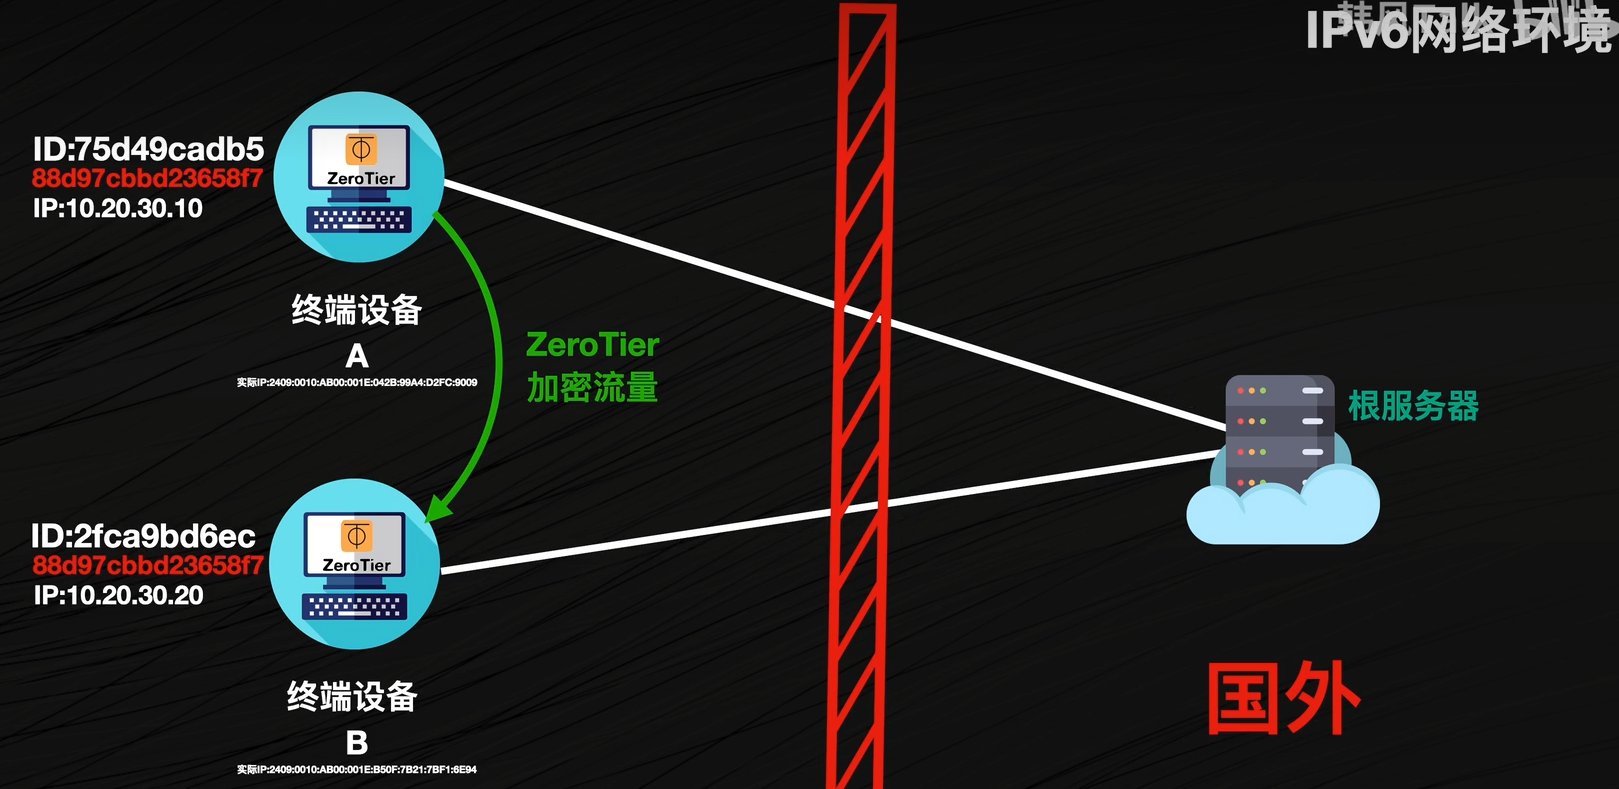 IPv6网络环境
ID:75d49cadb5
88d97cbbd23658f7
IP:10.20.30.10
ZeroTier
终端设备
A
实际IP:2409:0010:AB00:001E:042B:99A4:D2FC:9009
ZeroTier
加密流量
根服务器
ID:2fca9bd6ec
88d97cbbd23658f7
IP:10.20.30.20
ZeroTier
终端设备
B
实际IP:2409:0010:AB00:001E:B50F:7B21:7BF1:6E94
国外